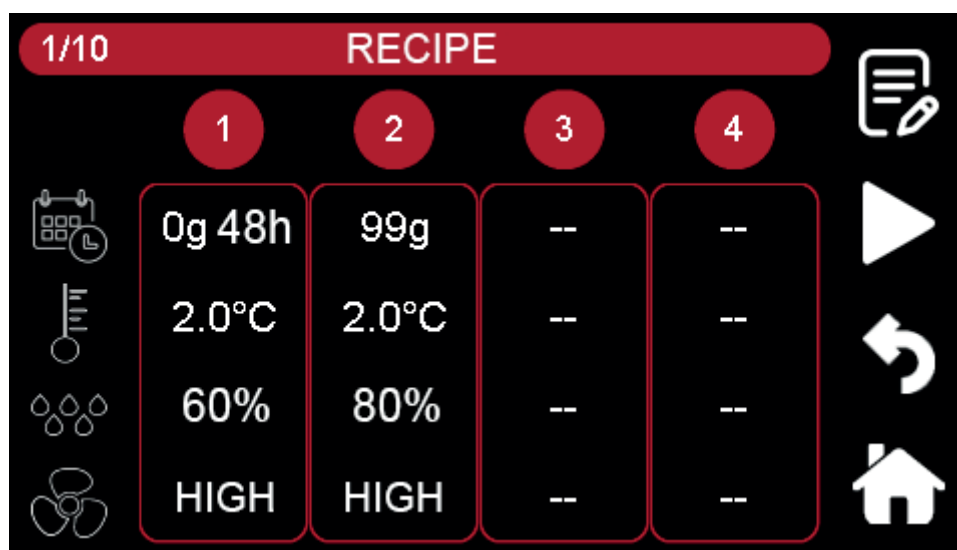 1/10 RECIPE
1 2 3 4
0g 48h 99g -- --
2.0°C 2.0°C -- --
60% 80% -- --
HIGH HIGH -- --